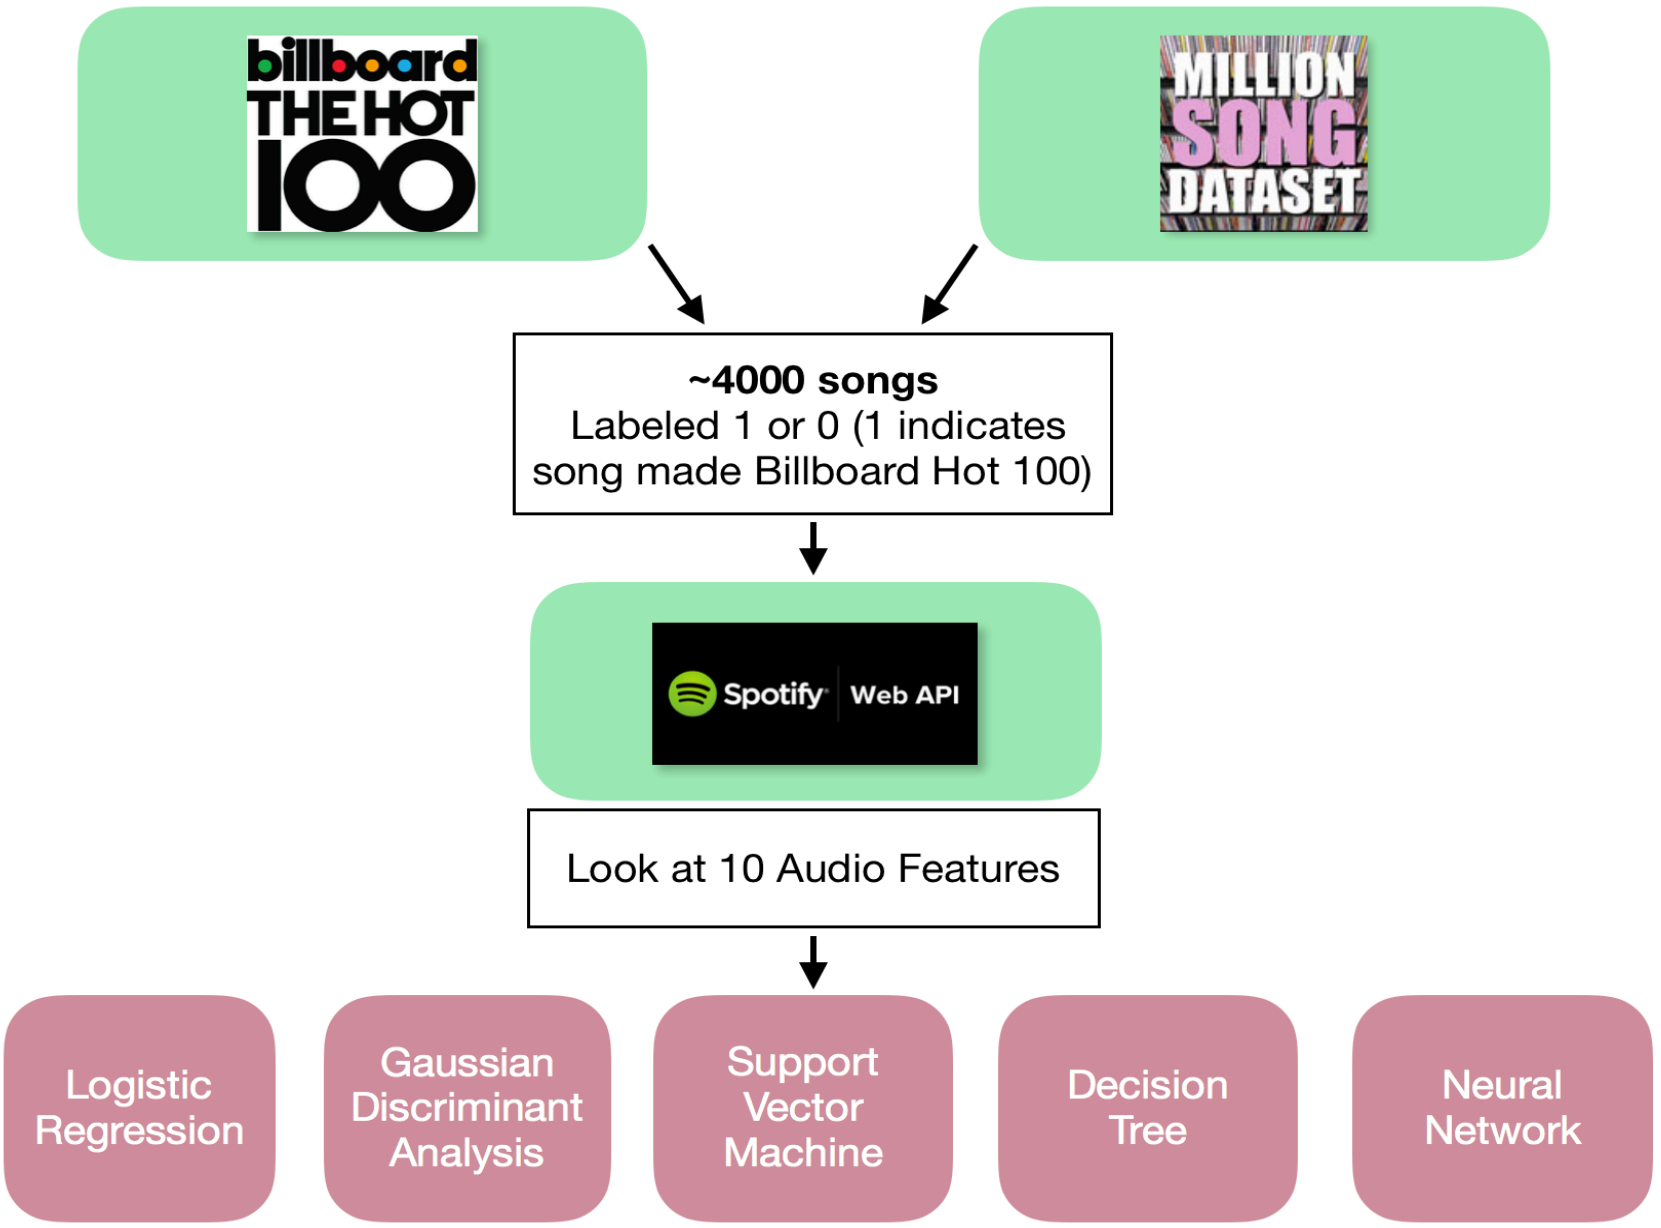 billboard
THE HOT
100
MILLION
SONG
DATASET
~4000 songs
Labeled 1 or 0 (1 indicates
song made Billboard Hot 100)
Spotify® Web API
Look at 10 Audio Features
Logistic
Regression
Gaussian
Discriminant
Analysis
Support
Vector
Machine
Decision
Tree
Neural
Network